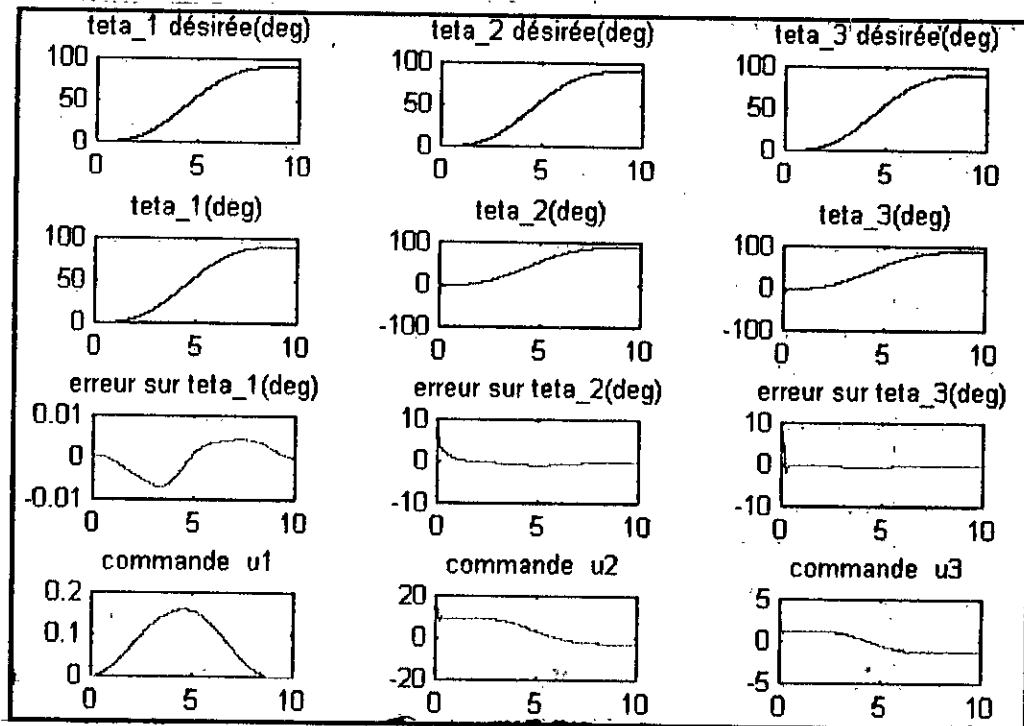 teta_1 désirée(deg) teta_2 désirée(deg) teta_3 désirée(deg)
100 100 100
50 50 50
0 0 0
0 5 10 0 5 10 0 5 10
teta_1(deg) teta_2(deg) teta_3(deg)
100 100 100
50 0 0
0 -100 -100
0 5 10 0 5 10 0 5 10
erreur sur teta_1(deg) erreur sur teta_2(deg) erreur sur teta_3(deg)
0.01 10 10
0 0 0
-0.01 -10 -10
0 5 10 0 5 10 0 5 10
commande u1 commande u2 commande u3
0.2 20 5
0.1 0 0
0 -20 -5
0 5 10 0 5 10 0 5 10